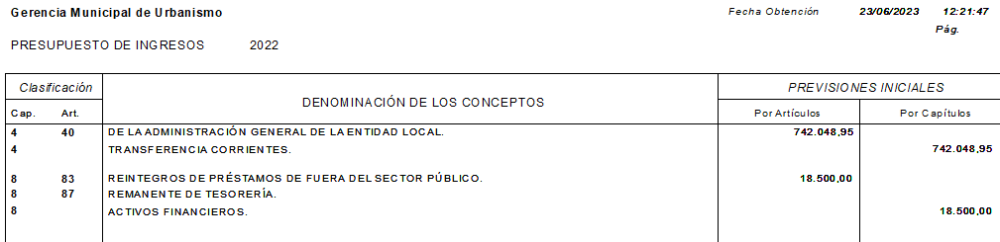 Gerencia Municipal de Urbanismo Fecha Obtención 23/06/2023 12:21:47
Pág.
PRESUPUESTO DE INGRESOS 2022
Clasificación DENOMINACIÓN DE LOS CONCEPTOS PREVISIONES INICIALES
Cap. Art. Por Artículos Por Capítulos
4 40 DE LA ADMINISTRACIÓN GENERAL DE LA ENTIDAD LOCAL. 742.048,95
4 TRANSFERENCIA CORRIENTES. 742.048,95
8 83 REINTEGROS DE PRÉSTAMOS DE FUERA DEL SECTOR PÚBLICO. 18.500,00
8 87 REMANENTE DE TESORERÍA.
8 ACTIVOS FINANCIEROS. 18.500,00